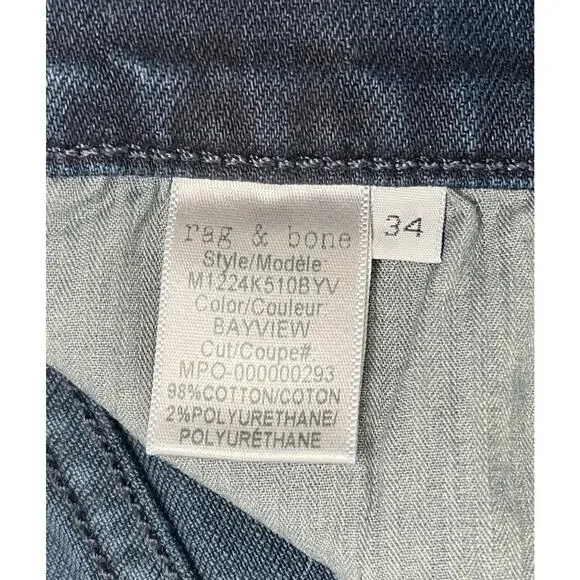 rag & bone
34
Style/Modèle
M1224K510BYV
Color/Couleur
BAYVIEW
Cut/Coupe#
MPO-000000293
98%COTTON/COTON
2%POLYURETHANE/
POLYURÉTHANE